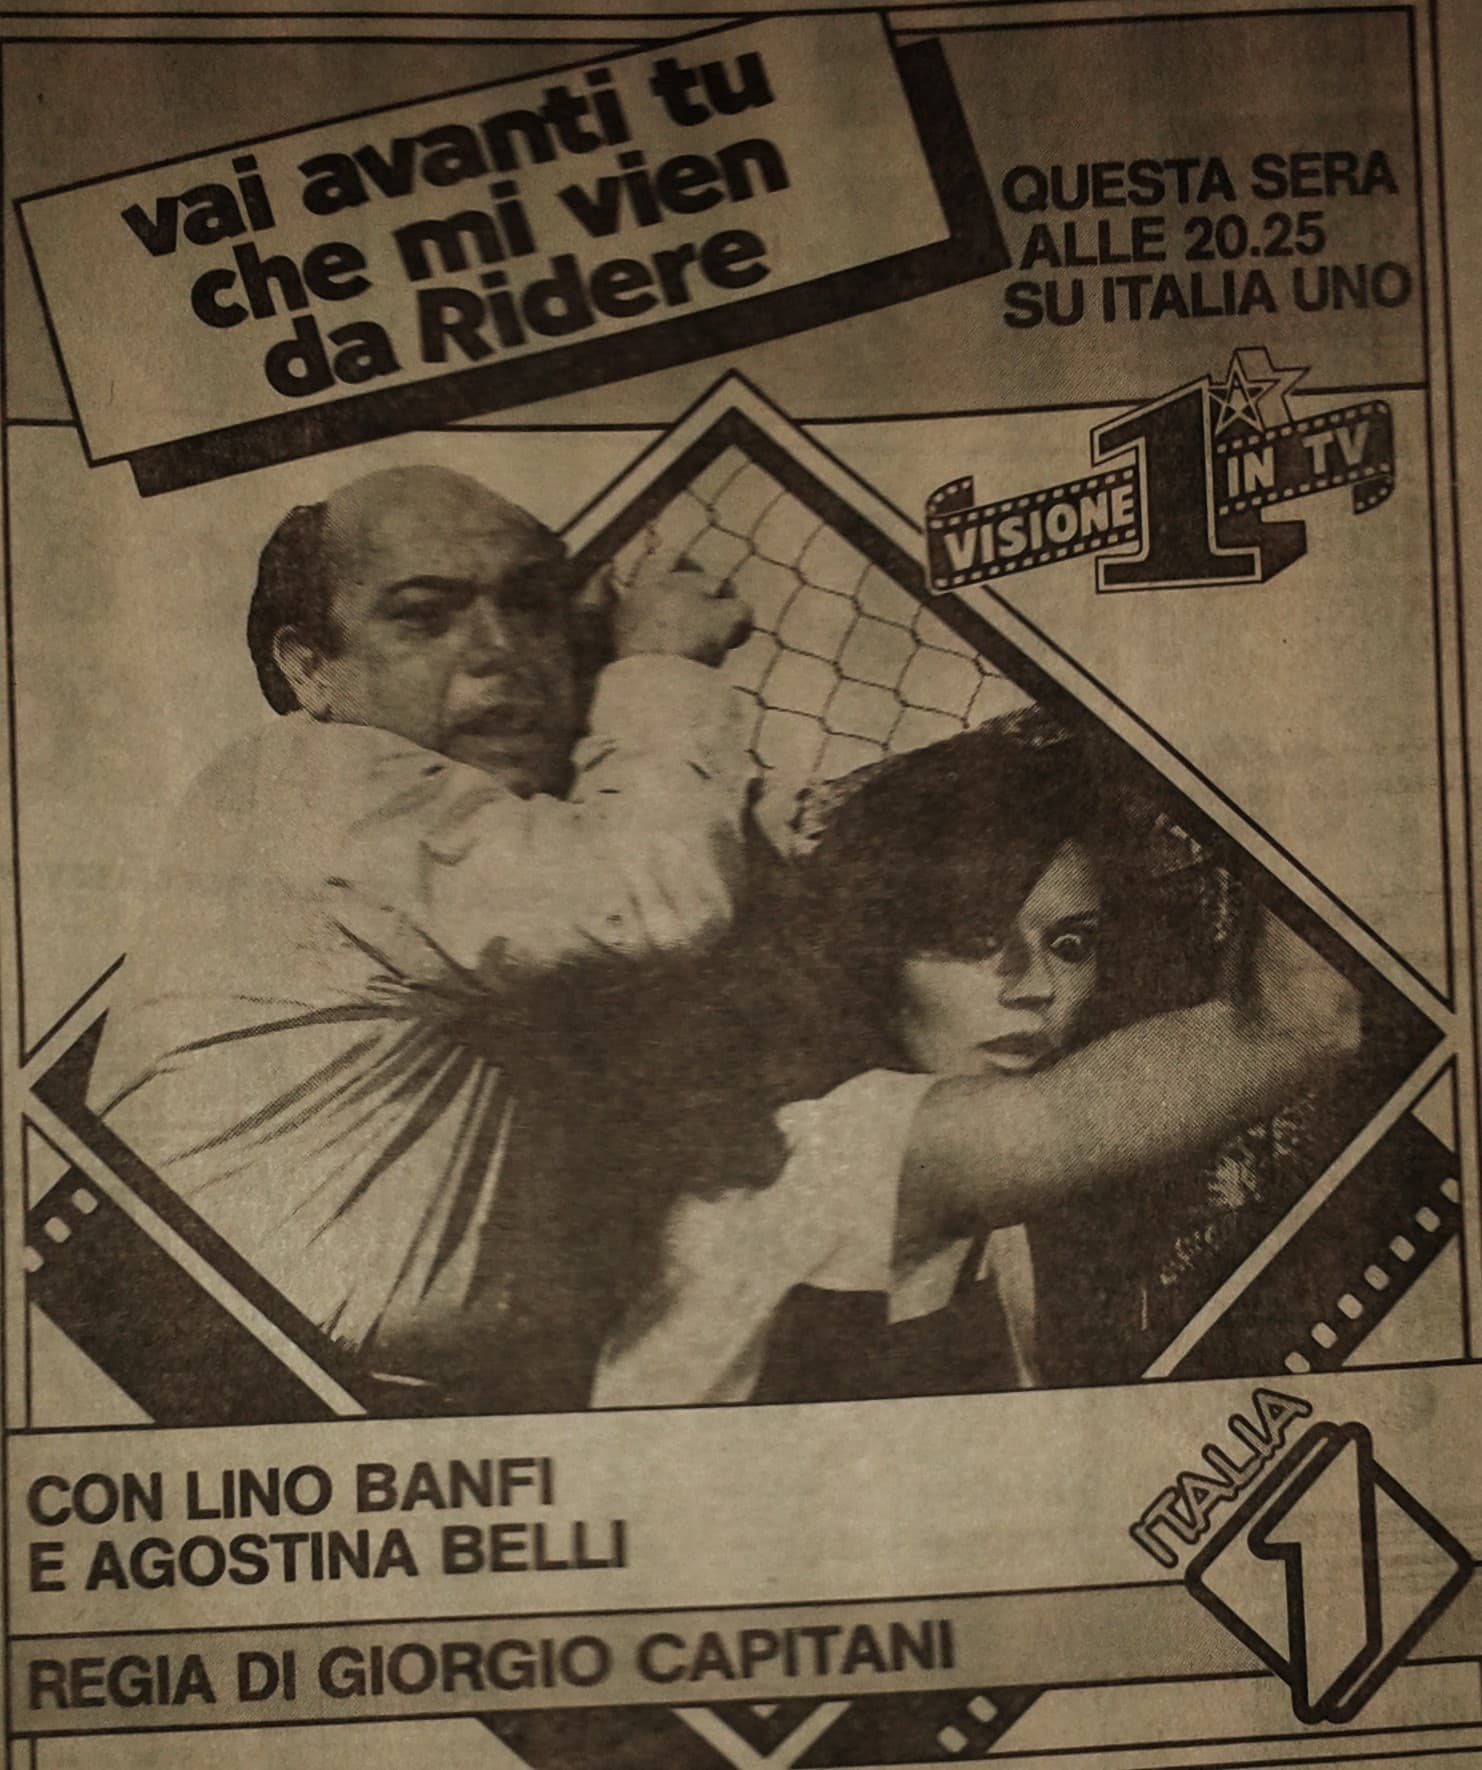 vai avanti tu
che mi vien
da Ridere
QUESTA SERA
ALLE 20.25
SU ITALIA UNO
VISIONE 1 IN TV
CON LINO BANFI
E AGOSTINA BELLI
ITALIA
1
REGIA DI GIORGIO CAPITANI